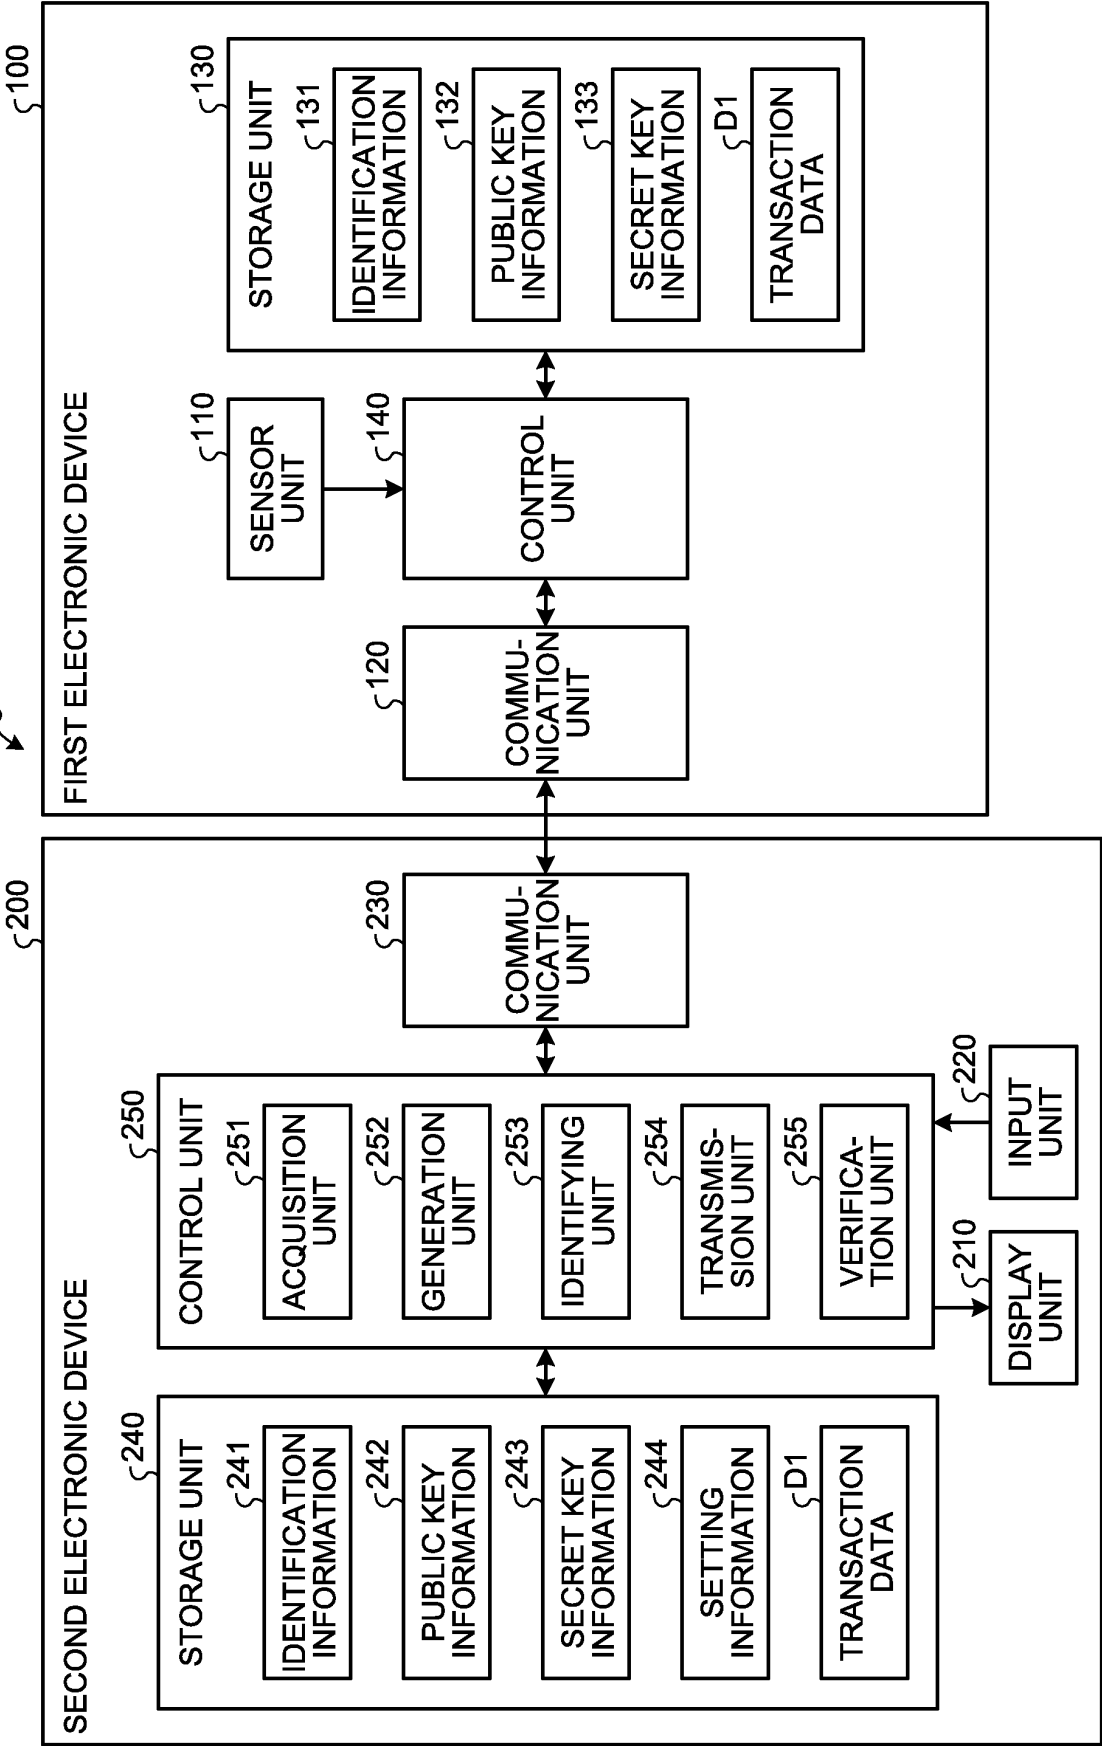 200
SECOND ELECTRONIC DEVICE
240
STORAGE UNIT
241
IDENTIFICATION
INFORMATION
242
PUBLIC KEY
INFORMATION
243
SECRET KEY
INFORMATION
244
SETTING
INFORMATION
D1
TRANSACTION
DATA
250
CONTROL UNIT
251
ACQUISITION
UNIT
252
GENERATION
UNIT
253
IDENTIFYING
UNIT
254
TRANSMIS-
SION UNIT
255
VERIFICA-
TION UNIT
210
DISPLAY
UNIT
220
INPUT
UNIT
230
COMMU-
NICATION
UNIT
100
FIRST ELECTRONIC DEVICE
120
COMMU-
NICATION
UNIT
110
SENSOR
UNIT
140
CONTROL
UNIT
130
STORAGE UNIT
131
IDENTIFICATION
INFORMATION
132
PUBLIC KEY
INFORMATION
133
SECRET KEY
INFORMATION
D1
TRANSACTION
DATA